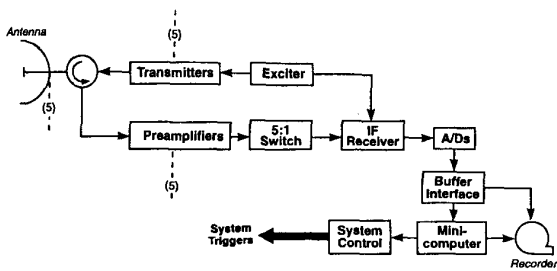 Antenna
(5)
(5)
Transmitters
Exciter
Preamplifiers
(5)
5:1
Switch
IF
Receiver
A/Ds
Buffer
Interface
System
Triggers
System
Control
Mini-
computer
Recorder